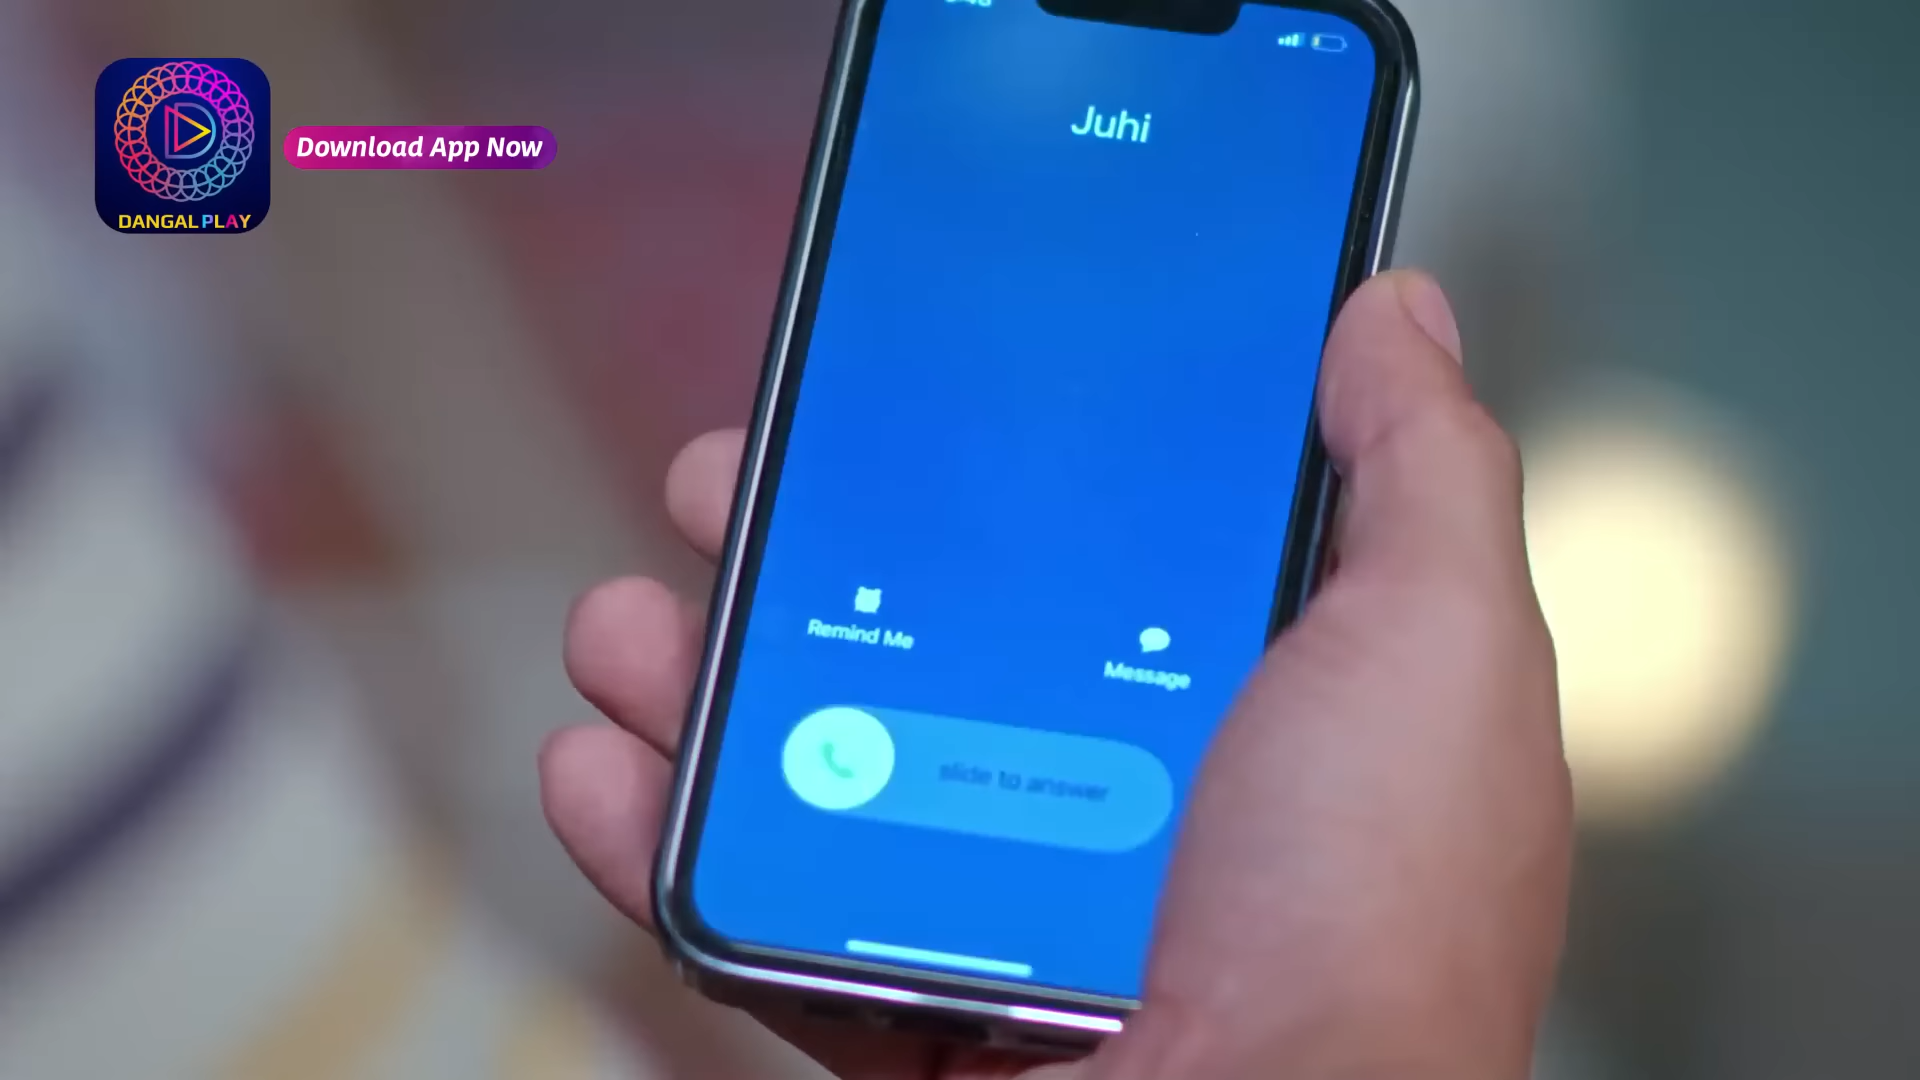 Juhi
Download App Now
DANGAL PLAY
Remind Me
Message
slide to answer